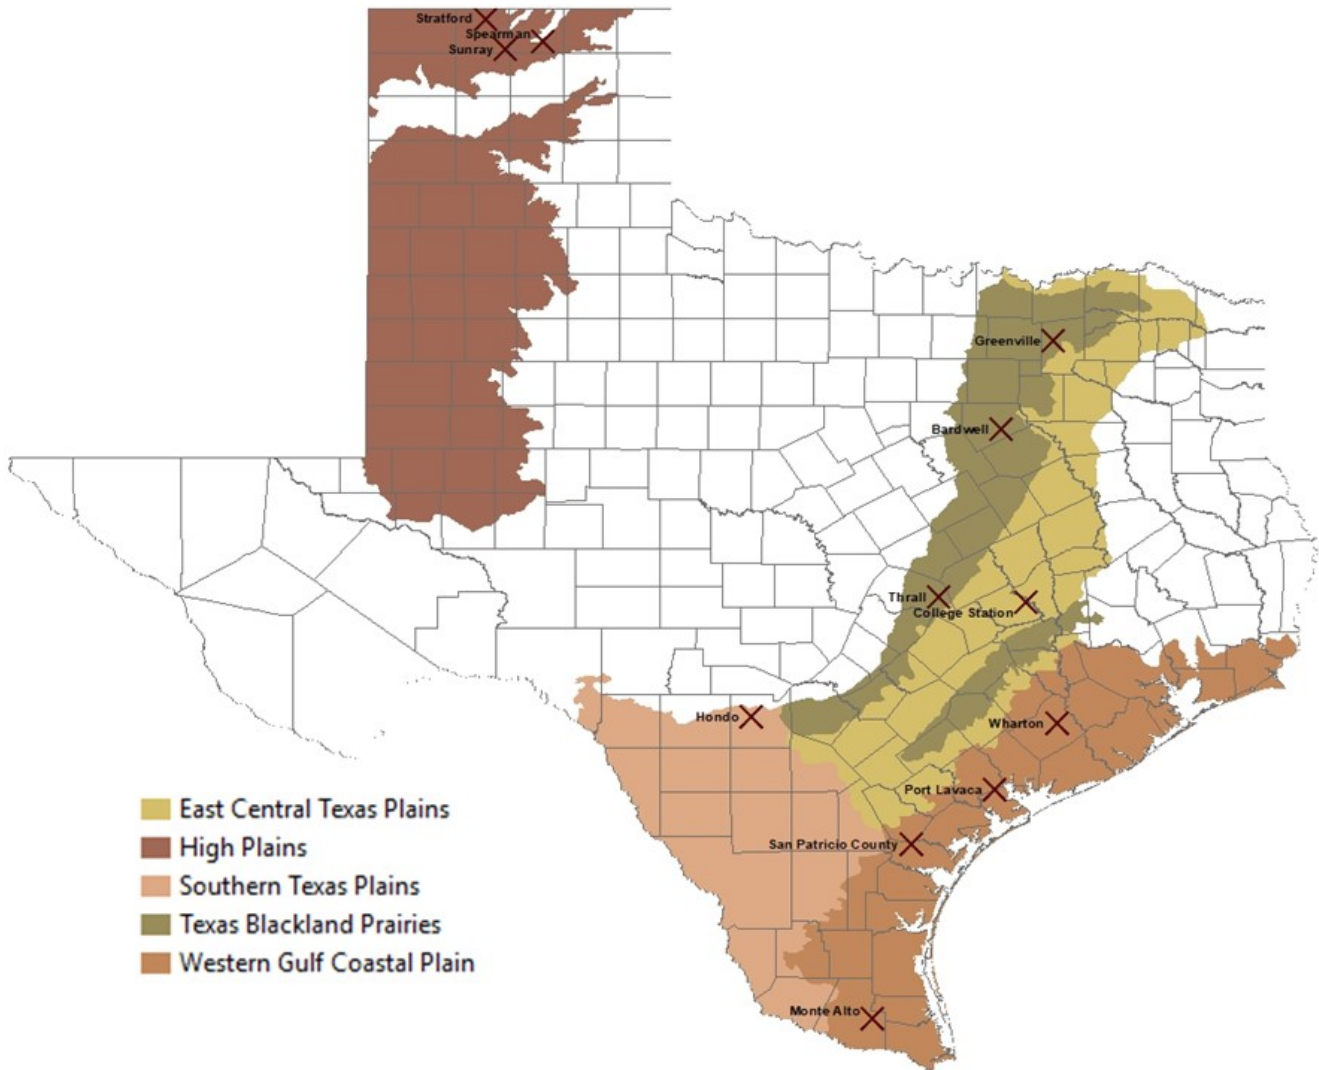 Stratford
Spearman
Sunray
Greenville
Bardwell
Thrall
College Station
Hondo
Wharton
Port Lavaca
San Patricio County
Monte Alto
East Central Texas Plains
High Plains
Southern Texas Plains
Texas Blackland Prairies
Western Gulf Coastal Plain